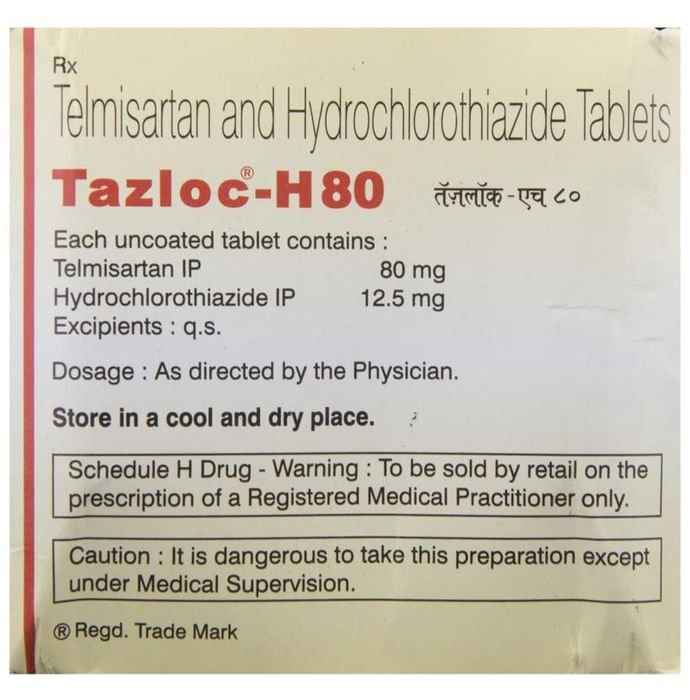 Rx
Telmisartan and Hydrochlorothiazide Tablets
Tazloc®-H 80 तॅज़लॉक - एच ८०
Each uncoated tablet contains :
Telmisartan IP 80 mg
Hydrochlorothiazide IP 12.5 mg
Excipients : q.s.
Dosage : As directed by the Physician.
Store in a cool and dry place.
Schedule H Drug - Warning : To be sold by retail on the
prescription of a Registered Medical Practitioner only.
Caution : It is dangerous to take this preparation except
under Medical Supervision.
® Regd. Trade Mark